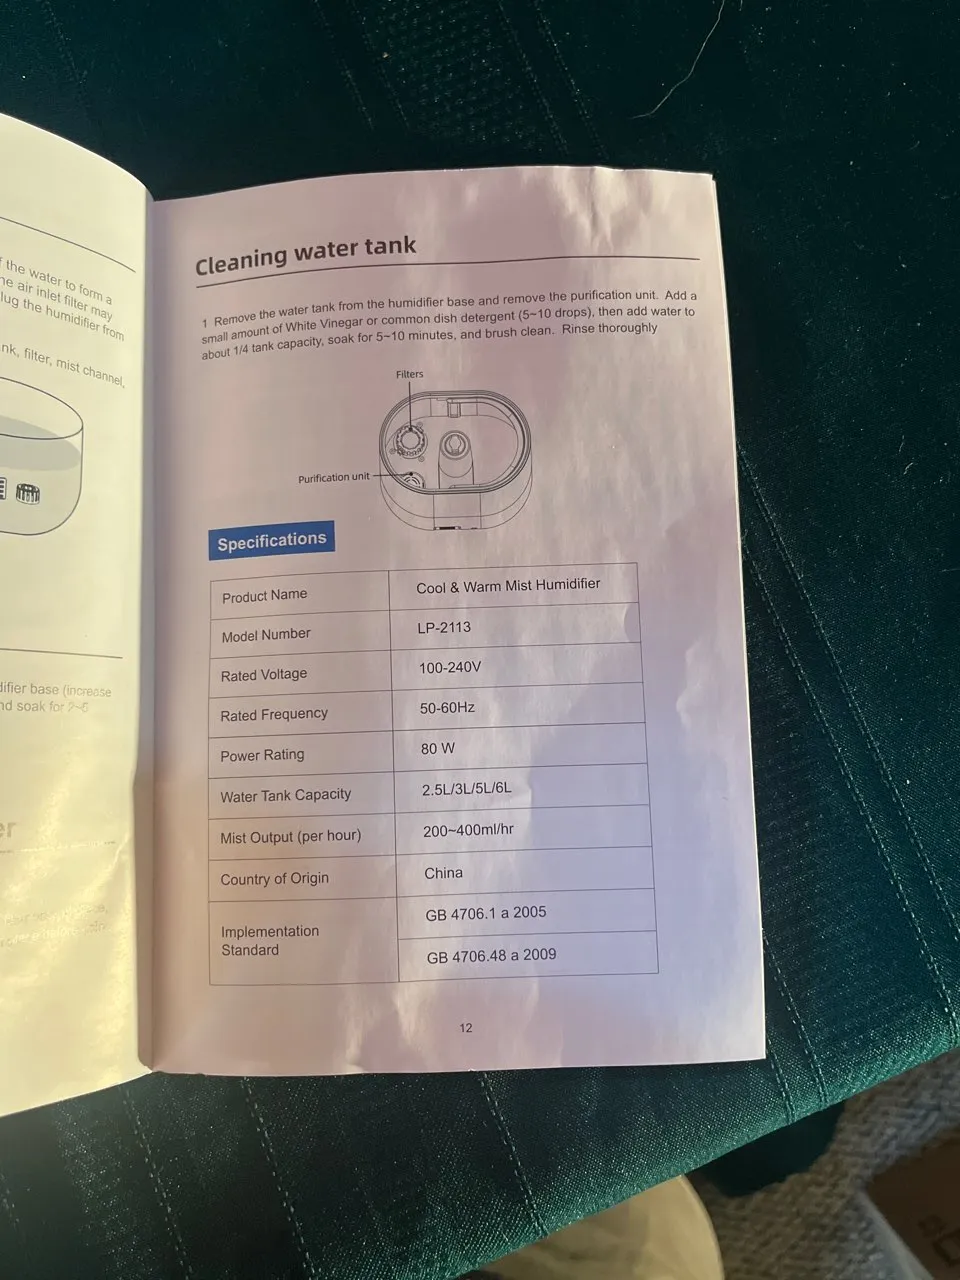 f the water to form a
he air inlet filter may
lug the humidifier from
nk, filter, mist channel,
difier base (increase
nd soak for 2~5
er
Cleaning water tank
1 Remove the water tank from the humidifier base and remove the purification unit. Add a
small amount of White Vinegar or common dish detergent (5~10 drops), then add water to
about 1/4 tank capacity, soak for 5~10 minutes, and brush clean. Rinse thoroughly
Filters
Purification unit
Specifications
Product Name Cool & Warm Mist Humidifier
Model Number LP-2113
Rated Voltage 100-240V
Rated Frequency 50-60Hz
Power Rating 80 W
Water Tank Capacity 2.5L/3L/5L/6L
Mist Output (per hour) 200~400ml/hr
Country of Origin China
Implementation
Standard
GB 4706.1 a 2005
GB 4706.48 a 2009
12